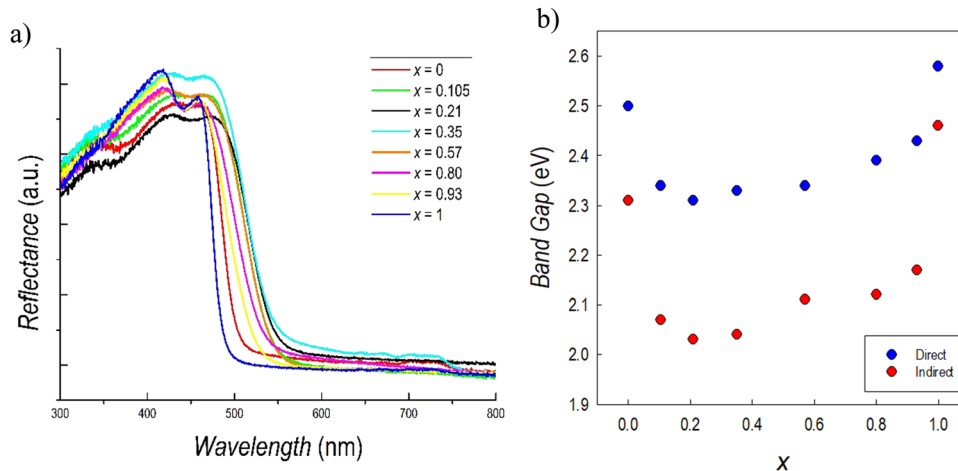 a)
Reflectance (a.u.)
x = 0
x = 0.105
x = 0.21
x = 0.35
x = 0.57
x = 0.80
x = 0.93
x = 1
300 400 500 600 700 800
Wavelength (nm)
b)
Band Gap (eV)
2.6
2.5
2.4
2.3
2.2
2.1
2.0
1.9
Direct
Indirect
0.0 0.2 0.4 0.6 0.8 1.0
x